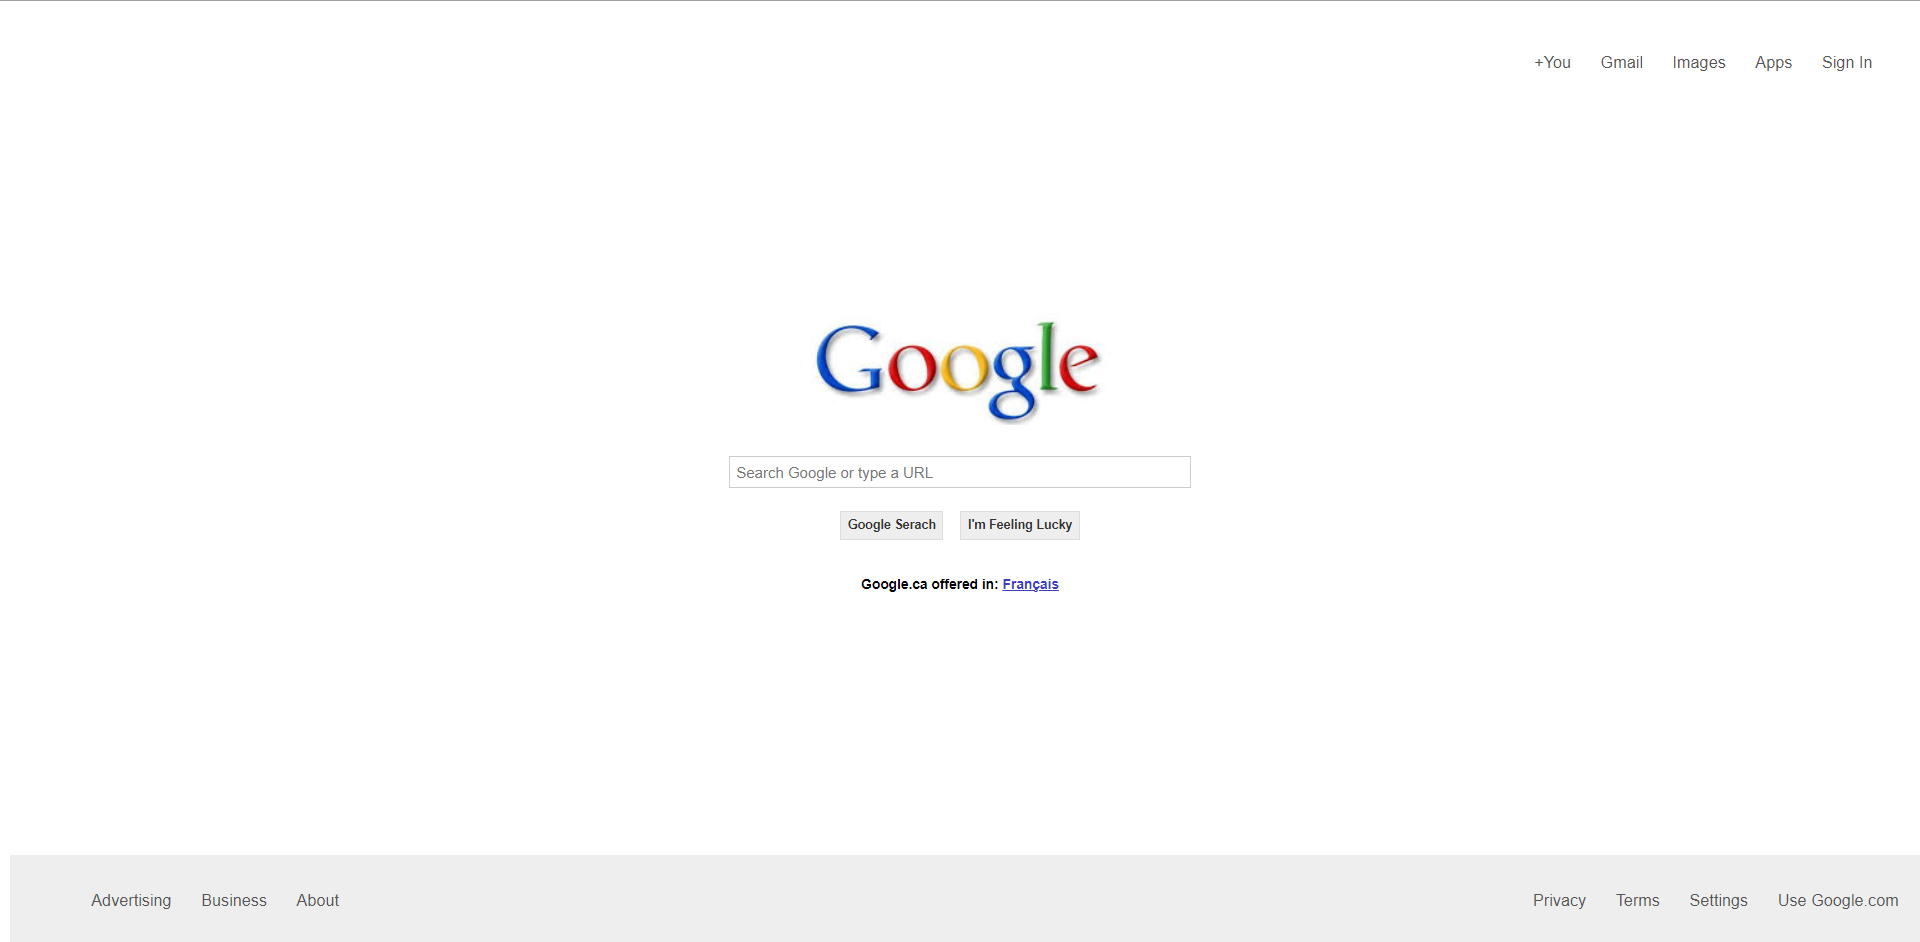 +You Gmail Images Apps Sign In
Google
Search Google or type a URL
Google Serach I'm Feeling Lucky
Google.ca offered in: Français
Advertising Business About Privacy Terms Settings Use Google.com